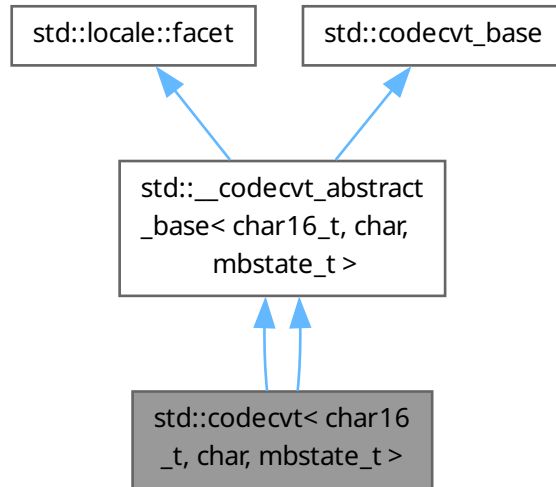 std::locale::facet
std::codecvt_base
std::__codecvt_abstract
_base< char16_t, char,
mbstate_t >
std::codecvt< char16
_t, char, mbstate_t >